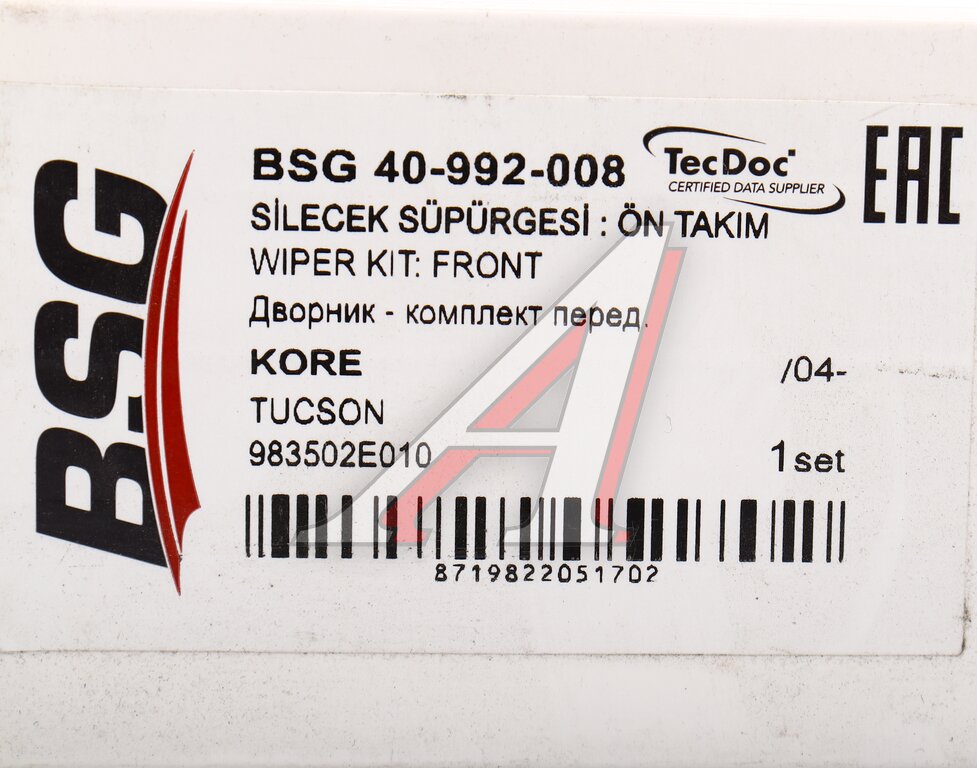 BSG
BSG 40-992-008
TecDoc
CERTIFIED DATA SUPPLIER
EAC
SİLECEK SÜPÜRGESİ : ÖN TAKIM
WIPER KIT: FRONT
Дворник - комплект перед.
KORE /04-
TUCSON
983502E010 1set
8719822051702